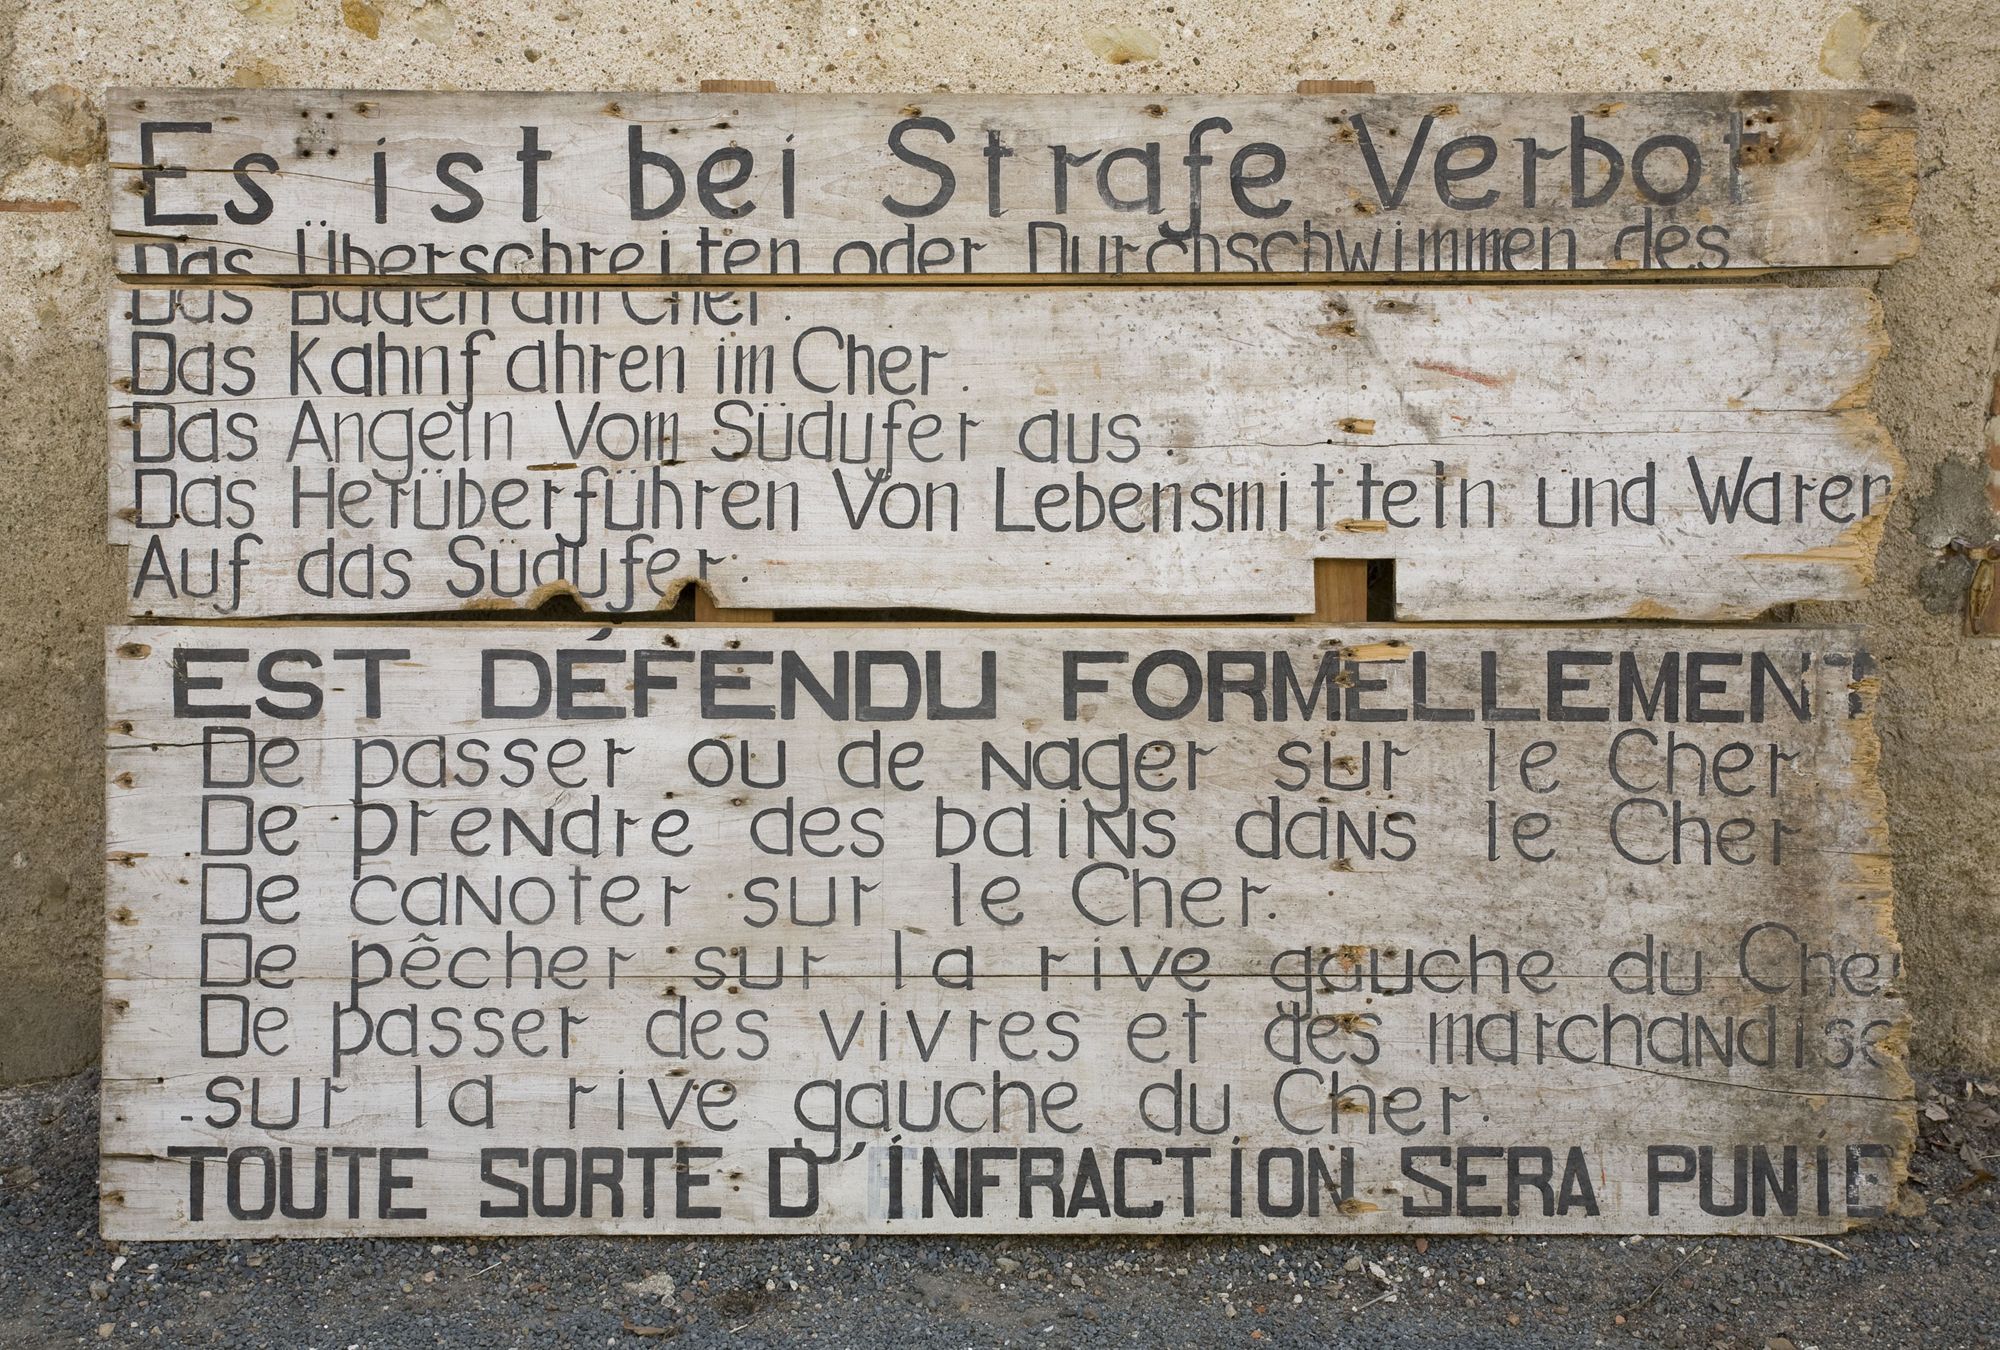 Es ist bei Strafe Verbot
Das Überschreiten oder Durchschwimmen des
Das Baden am Cher.
Das Kahnfahren im Cher.
Das Angeln Vom Südufer aus.
Das Herüberführen Von Lebensmitteln und Waren
Auf das Südufer.
EST DÉFENDU FORMELLEMENT
De passer ou de Nager sur le Cher
De preNdre des baiNs daNs le Cher
De caNoter sur le Cher.
De pêcher sur la rive gauche du Cher
De passer des vivres et des marchaNdise
-sur la rive gauche du Cher.
TOUTE SORTE D'INFRACTION SERA PUNIE